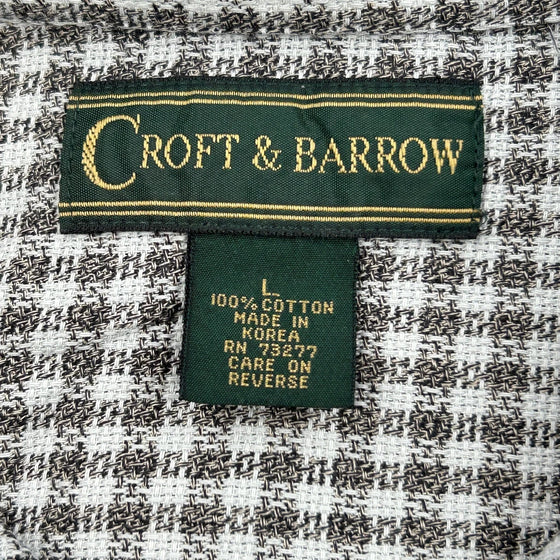 CROFT & BARROW
L
100% COTTON
MADE IN
KOREA
RN 73277
CARE ON
REVERSE